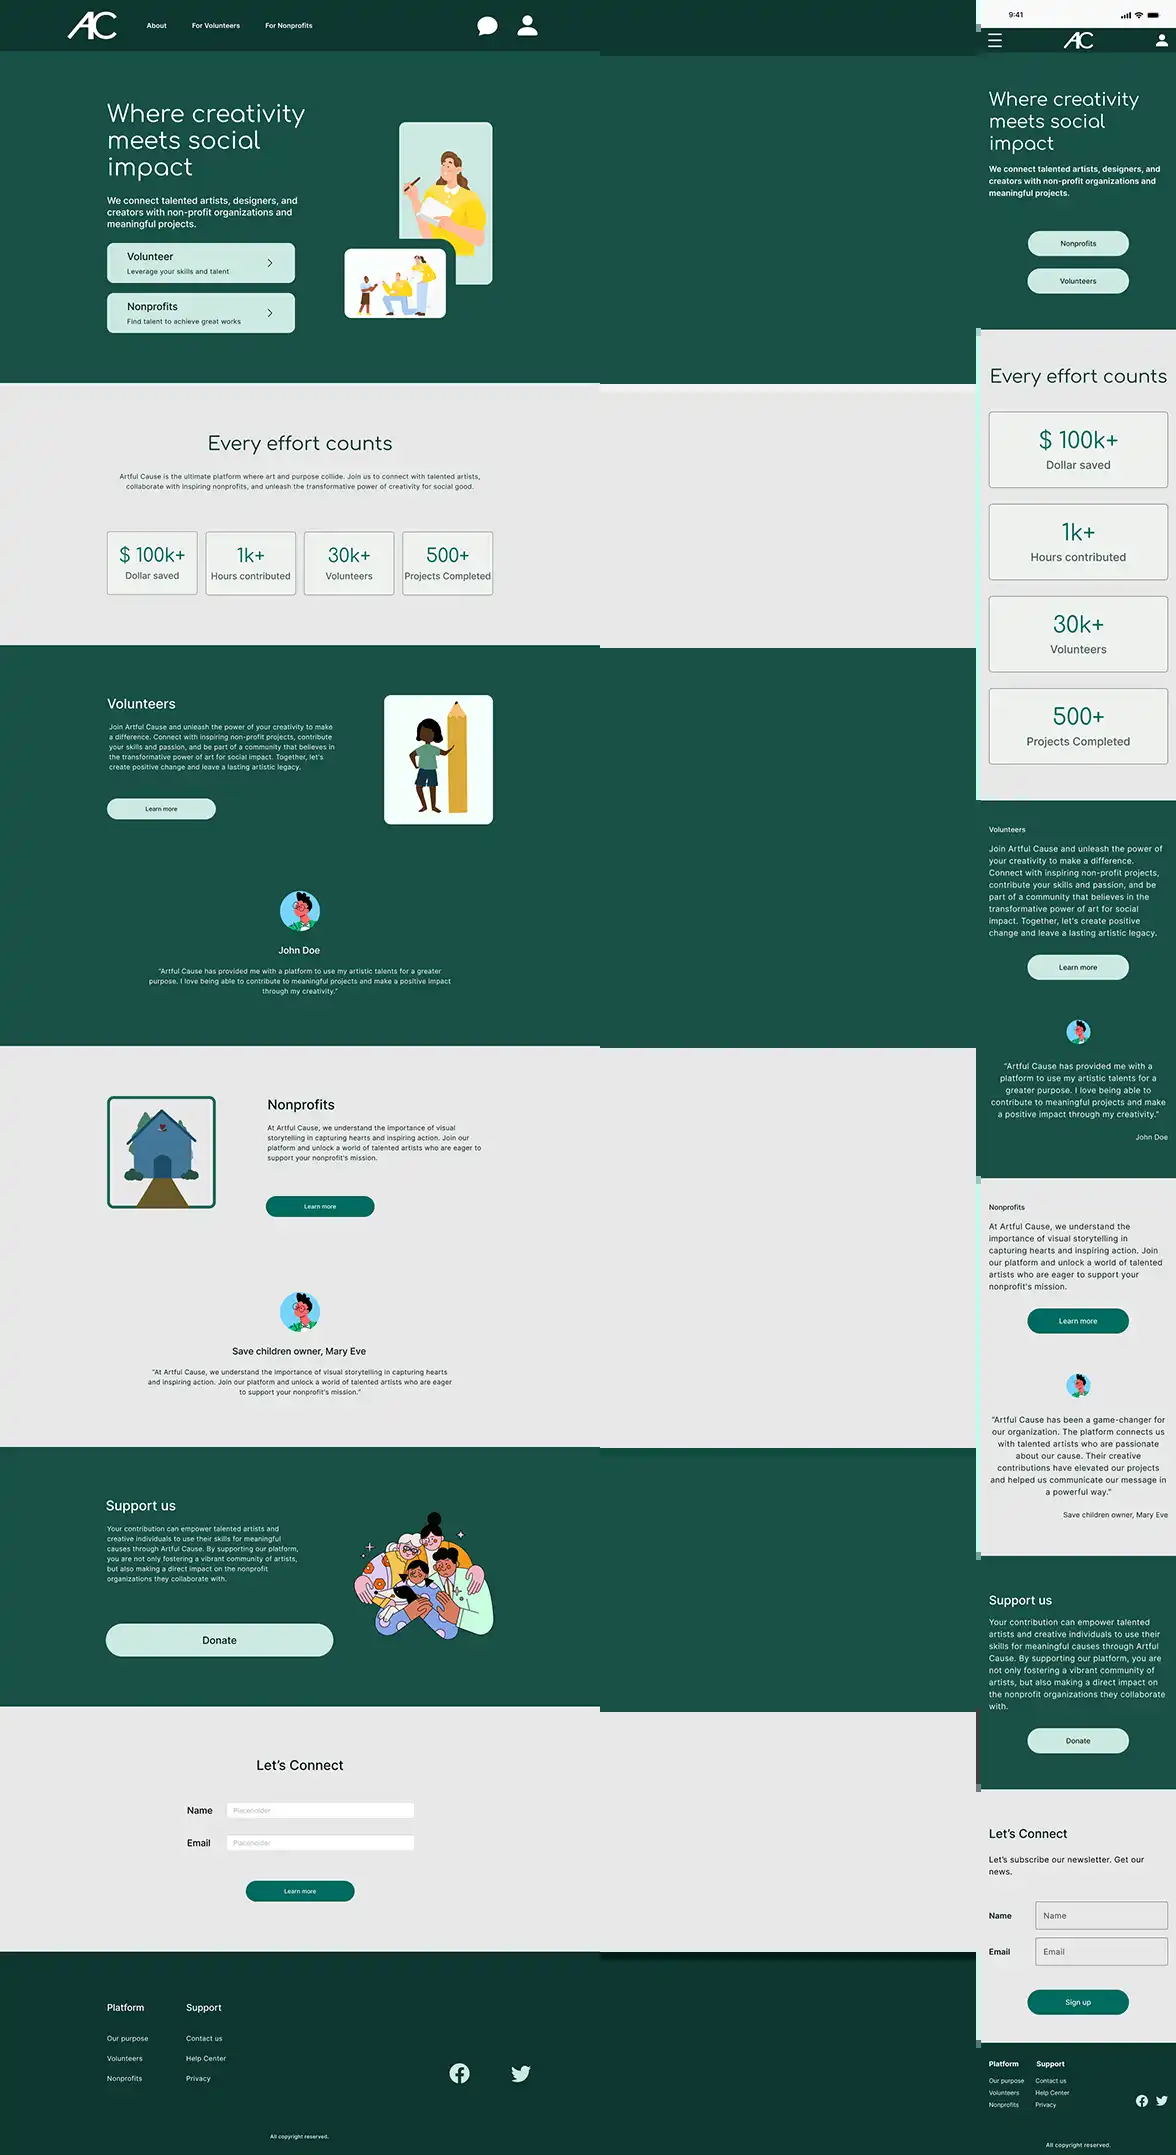 AC
About
For Volunteers
For Nonprofits
Where creativity
meets social
impact
We connect talented artists, designers, and
creators with non-profit organizations and
meaningful projects.
Volunteer
Leverage your skills and talent
Nonprofits
Find talent to achieve great works
Every effort counts
Artful Cause is the ultimate platform where art and purpose collide. Join us to connect with talented artists,
collaborate with inspiring nonprofits, and unleash the transformative power of creativity for social good.
$ 100k+
Dollar saved
1k+
Hours contributed
30k+
Volunteers
500+
Projects Completed
Volunteers
Join Artful Cause and unleash the power of your creativity to make
a difference. Connect with inspiring non-profit projects, contribute
your skills and passion, and be part of a community that believes in
the transformative power of art for social impact. Together, let's
create positive change and leave a lasting artistic legacy.
Learn more
John Doe
“Artful Cause has provided me with a platform to use my artistic talents for a greater
purpose. I love being able to contribute to meaningful projects and make a positive impact
through my creativity.”
Nonprofits
At Artful Cause, we understand the importance of visual
storytelling in capturing hearts and inspiring action. Join our
platform and unlock a world of talented artists who are eager to
support your nonprofit's mission.
Learn more
Save children owner, Mary Eve
“At Artful Cause, we understand the importance of visual storytelling in capturing hearts
and inspiring action. Join our platform and unlock a world of talented artists who are eager
to support your nonprofit's mission.”
Support us
Your contribution can empower talented artists and
creative individuals to use their skills for meaningful
causes through Artful Cause. By supporting our platform,
you are not only fostering a vibrant community of artists,
but also making a direct impact on the nonprofit
organizations they collaborate with.
Donate
Let’s Connect
Name
Placeholder
Email
Placeholder
Learn more
Platform
Our purpose
Volunteers
Nonprofits
Support
Contact us
Help Center
Privacy
All copyright reserved.
9:41
AC
Where creativity
meets social
impact
We connect talented artists, designers, and
creators with non-profit organizations and
meaningful projects.
Nonprofits
Volunteers
Every effort counts
$ 100k+
Dollar saved
1k+
Hours contributed
30k+
Volunteers
500+
Projects Completed
Volunteers
Join Artful Cause and unleash the power of
your creativity to make a difference.
Connect with inspiring non-profit projects,
contribute your skills and passion, and be
part of a community that believes in the
transformative power of art for social
impact. Together, let's create positive
change and leave a lasting artistic legacy.
Learn more
“Artful Cause has provided me with a
platform to use my artistic talents for a
greater purpose. I love being able to
contribute to meaningful projects and make
a positive impact through my creativity.”
John Doe
Nonprofits
At Artful Cause, we understand the
importance of visual storytelling in
capturing hearts and inspiring action. Join
our platform and unlock a world of talented
artists who are eager to support your
nonprofit's mission.
Learn more
“Artful Cause has been a game-changer for
our organization. The platform connects us
with talented artists who are passionate
about our cause. Their creative
contributions have elevated our projects
and helped us communicate our message in
a powerful way.”
Save children owner, Mary Eve
Support us
Your contribution can empower talented
artists and creative individuals to use their
skills for meaningful causes through Artful
Cause. By supporting our platform, you are
not only fostering a vibrant community of
artists, but also making a direct impact on
the nonprofit organizations they collaborate
with.
Donate
Let’s Connect
Let’s subscribe our newsletter. Get our
news.
Name
Name
Email
Email
Sign up
Platform
Our purpose
Volunteers
Nonprofits
Support
Contact us
Help Center
Privacy
All copyright reserved.